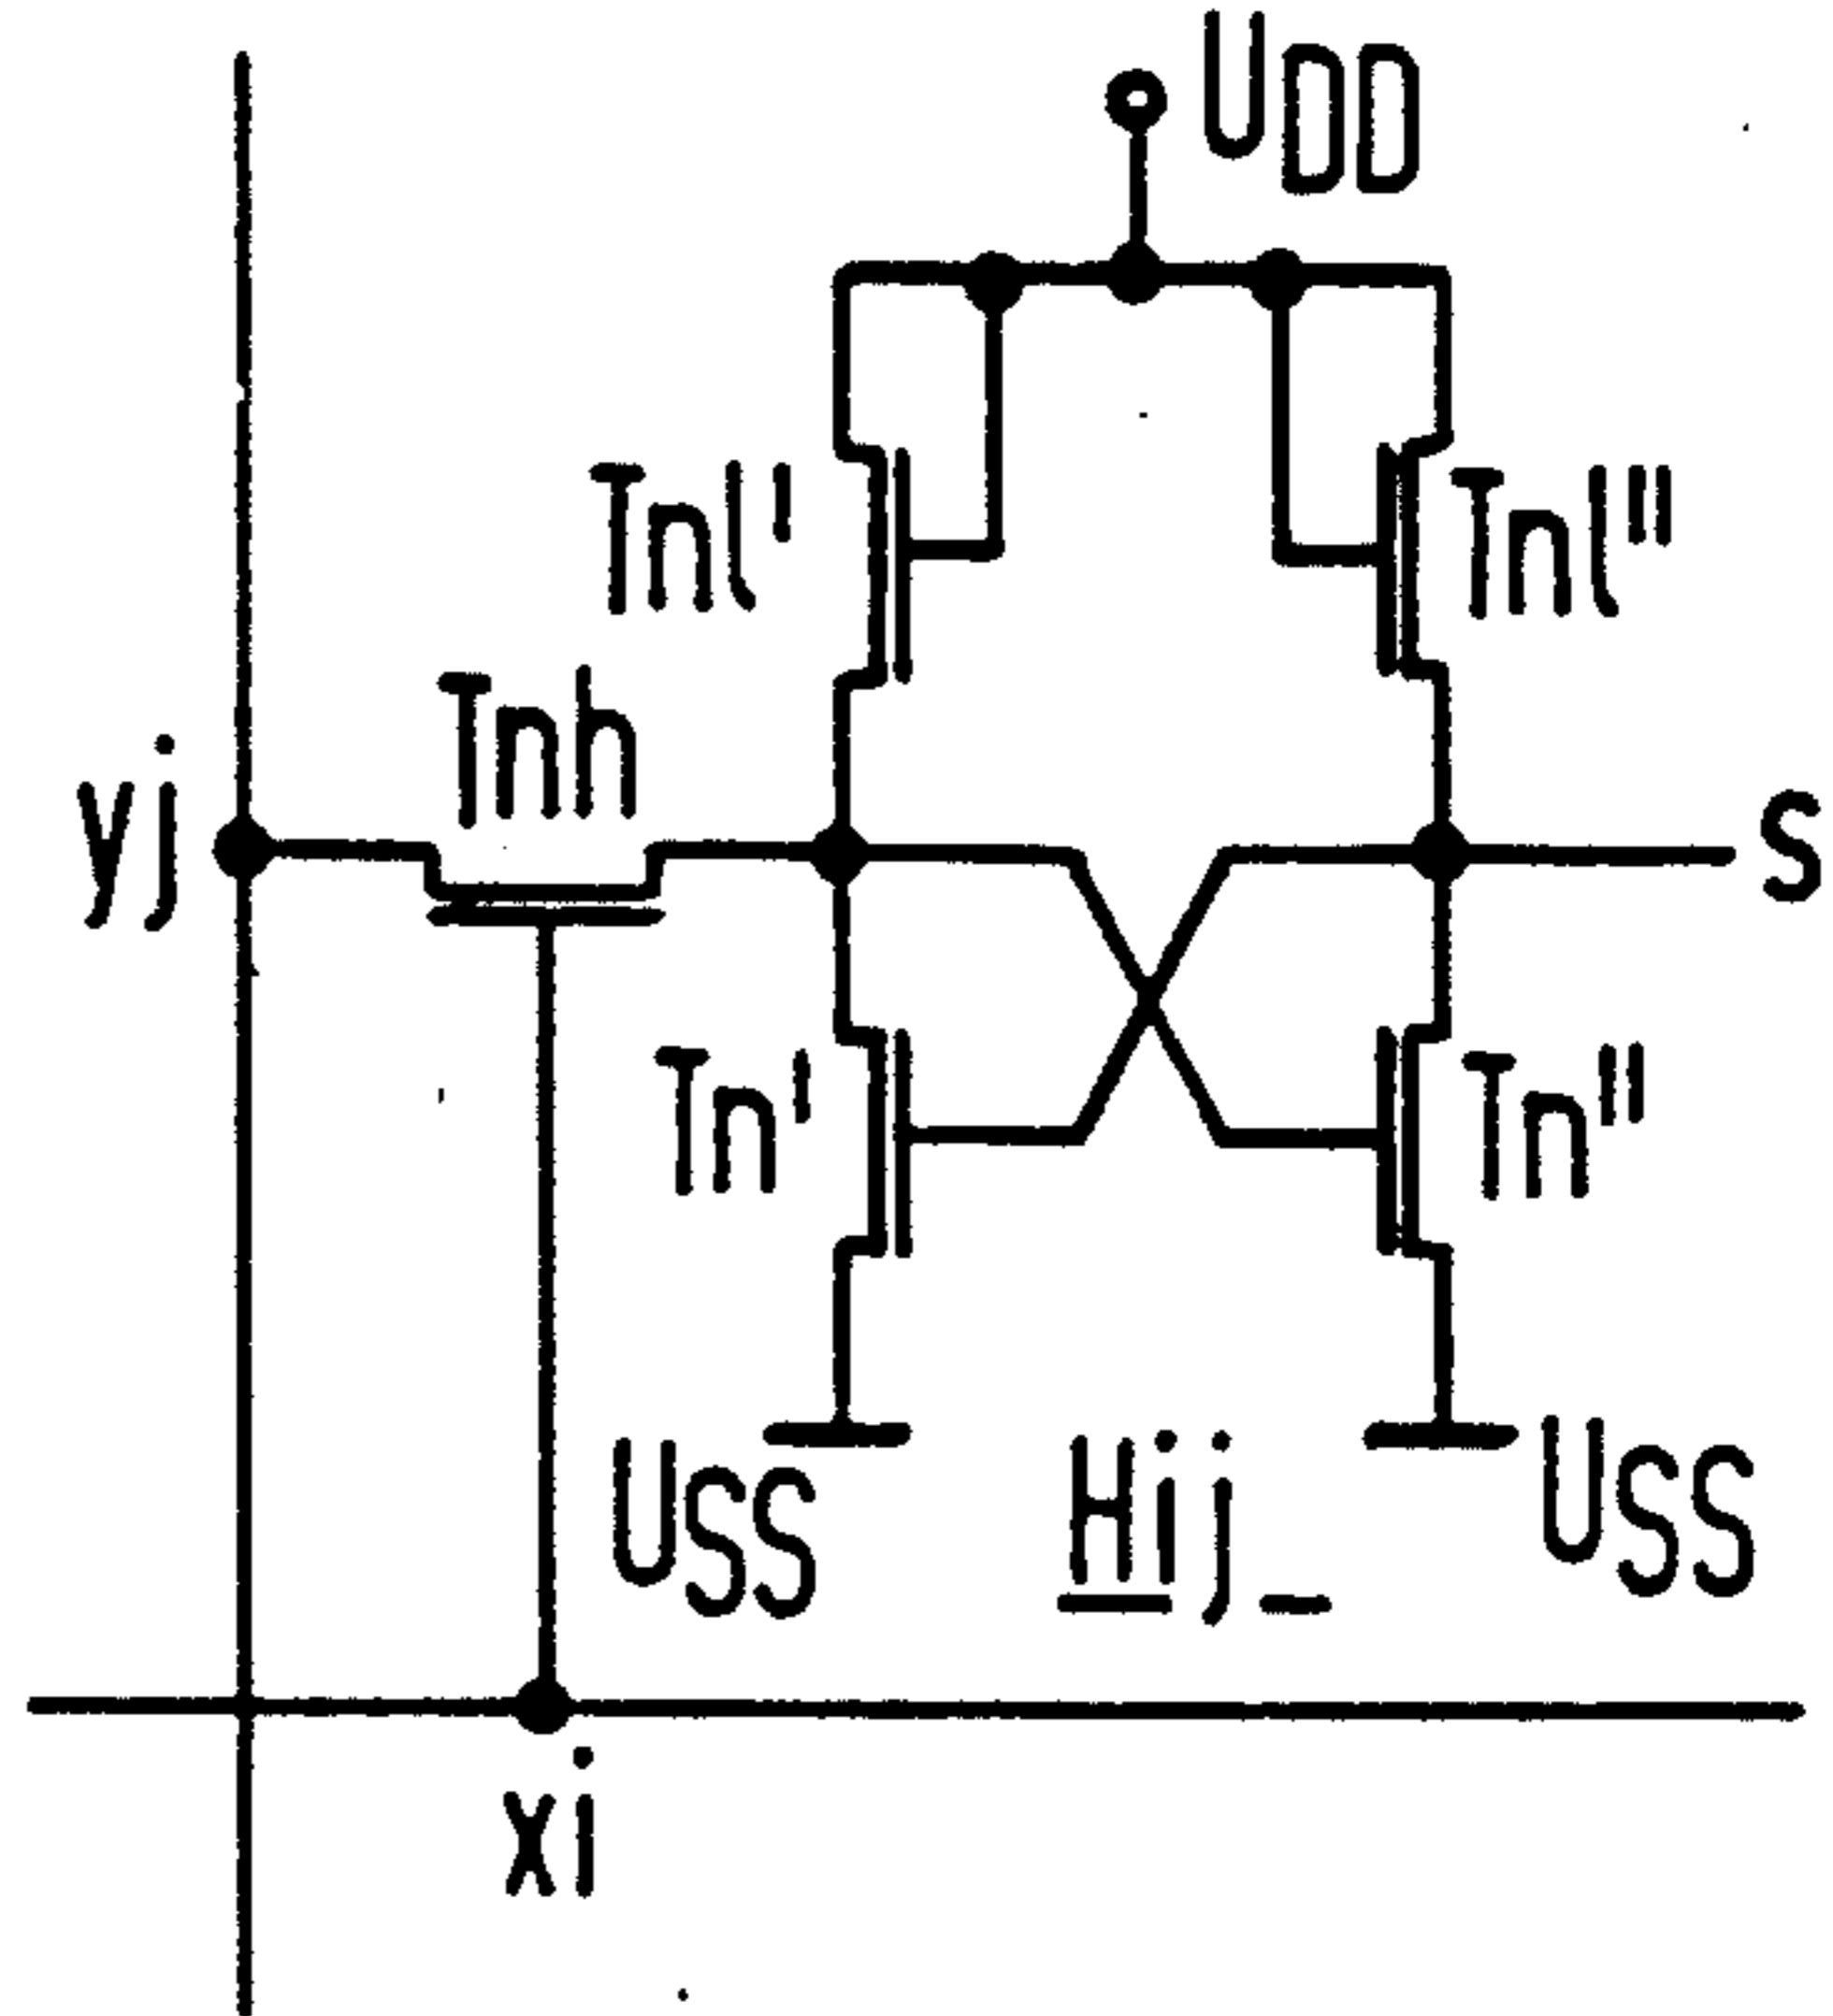 UDD
Tnl'
Tnl"
Tnh
yj
S
Tn'
Tn"
USS
Hij
USS
xi